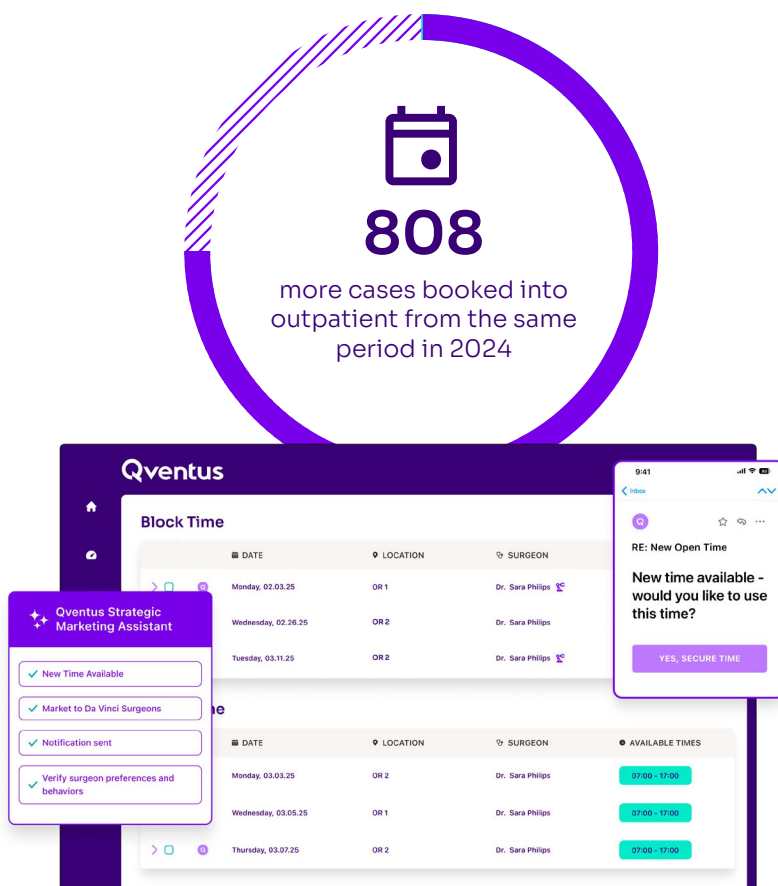 808
more cases booked into
outpatient from the same
period in 2024
Qventus
Block Time
DATE LOCATION SURGEON
Monday, 02.03.25 OR 1 Dr. Sara Philips
Wednesday, 02.26.25 OR 2 Dr. Sara Philips
Tuesday, 03.11.25 OR 2 Dr. Sara Philips
9:41
Inbox
Q
RE: New Open Time
New time available -
would you like to use
this time?
YES, SECURE TIME
Qventus Strategic
Marketing Assistant
New Time Available
Market to Da Vinci Surgeons
Notification sent
Verify surgeon preferences and
behaviors
DATE LOCATION SURGEON AVAILABLE TIMES
Monday, 03.03.25 OR 2 Dr. Sara Philips 07:00 - 17:00
Wednesday, 03.05.25 OR 1 Dr. Sara Philips 07:00 - 17:00
Q Thursday, 03.07.25 OR 2 Dr. Sara Philips 07:00 - 17:00